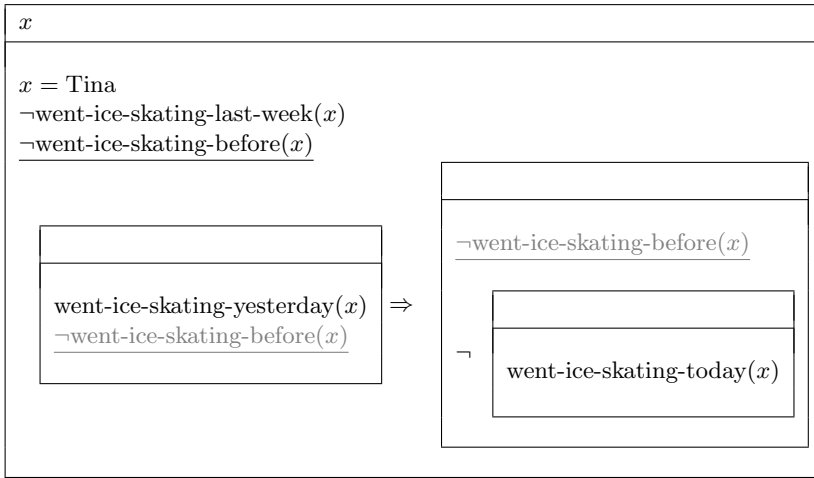 x
x = Tina
¬went-ice-skating-last-week(x)
¬went-ice-skating-before(x)
¬went-ice-skating-before(x)
went-ice-skating-yesterday(x) ⇒
¬went-ice-skating-before(x)
¬ went-ice-skating-today(x)